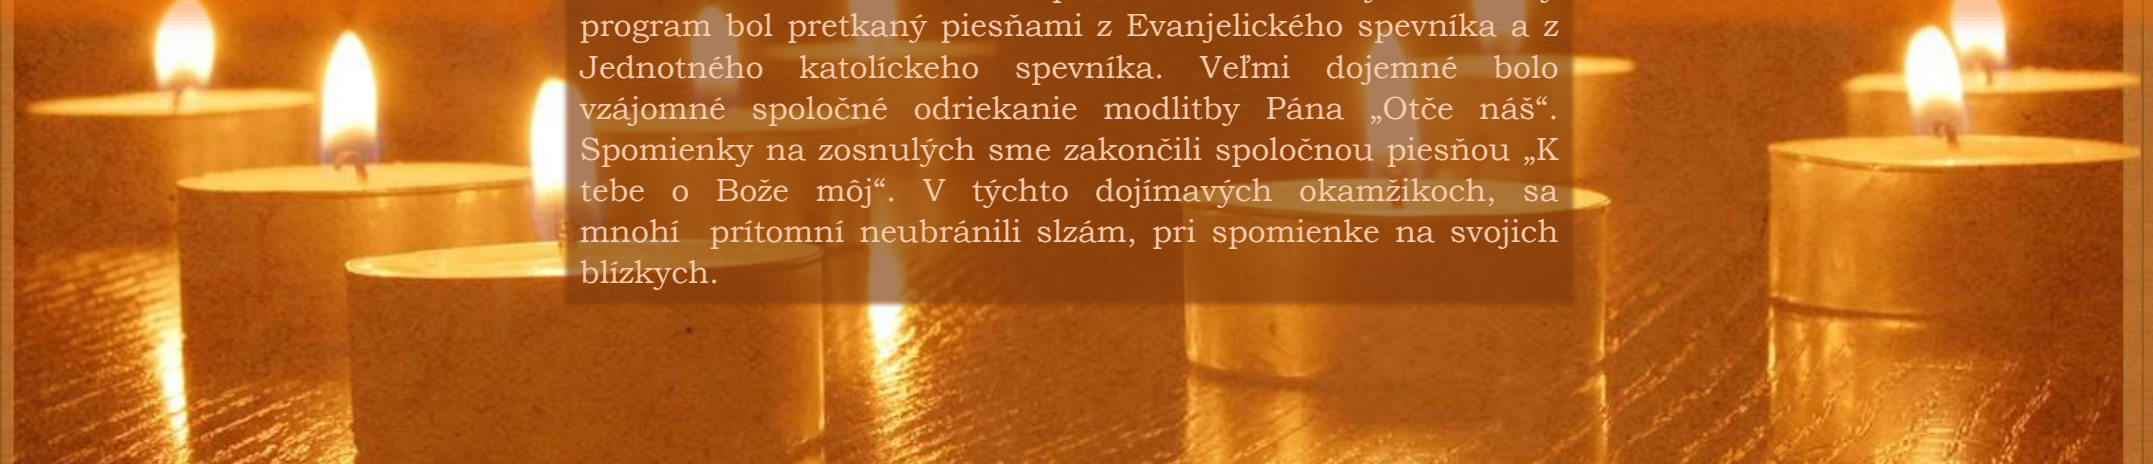 program bol pretkaný piesňami z Evanjelického spevníka a z
Jednotného katolíckeho spevníka. Veľmi dojemné bolo
vzájomné spoločné odriekanie modlitby Pána „Otče náš“.
Spomienky na zosnulých sme zakončili spoločnou piesňou „K
tebe o Bože môj“. V týchto dojímavých okamžikoch, sa
mnohí  prítomní neubránili slzám, pri spomienke na svojich
blízkych.